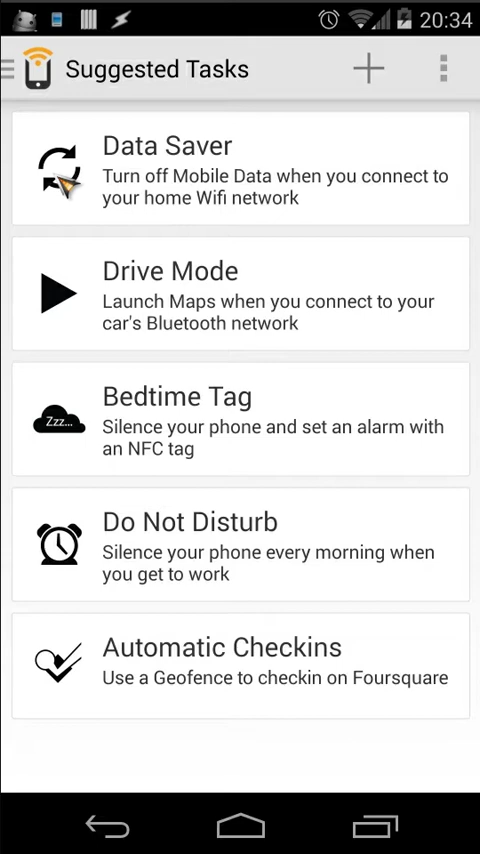 20:34
Suggested Tasks
Data Saver
Turn off Mobile Data when you connect to
your home Wifi network
Drive Mode
Launch Maps when you connect to your
car's Bluetooth network
Zzz...
Bedtime Tag
Silence your phone and set an alarm with
an NFC tag
Do Not Disturb
Silence your phone every morning when
you get to work
Automatic Checkins
Use a Geofence to checkin on Foursquare